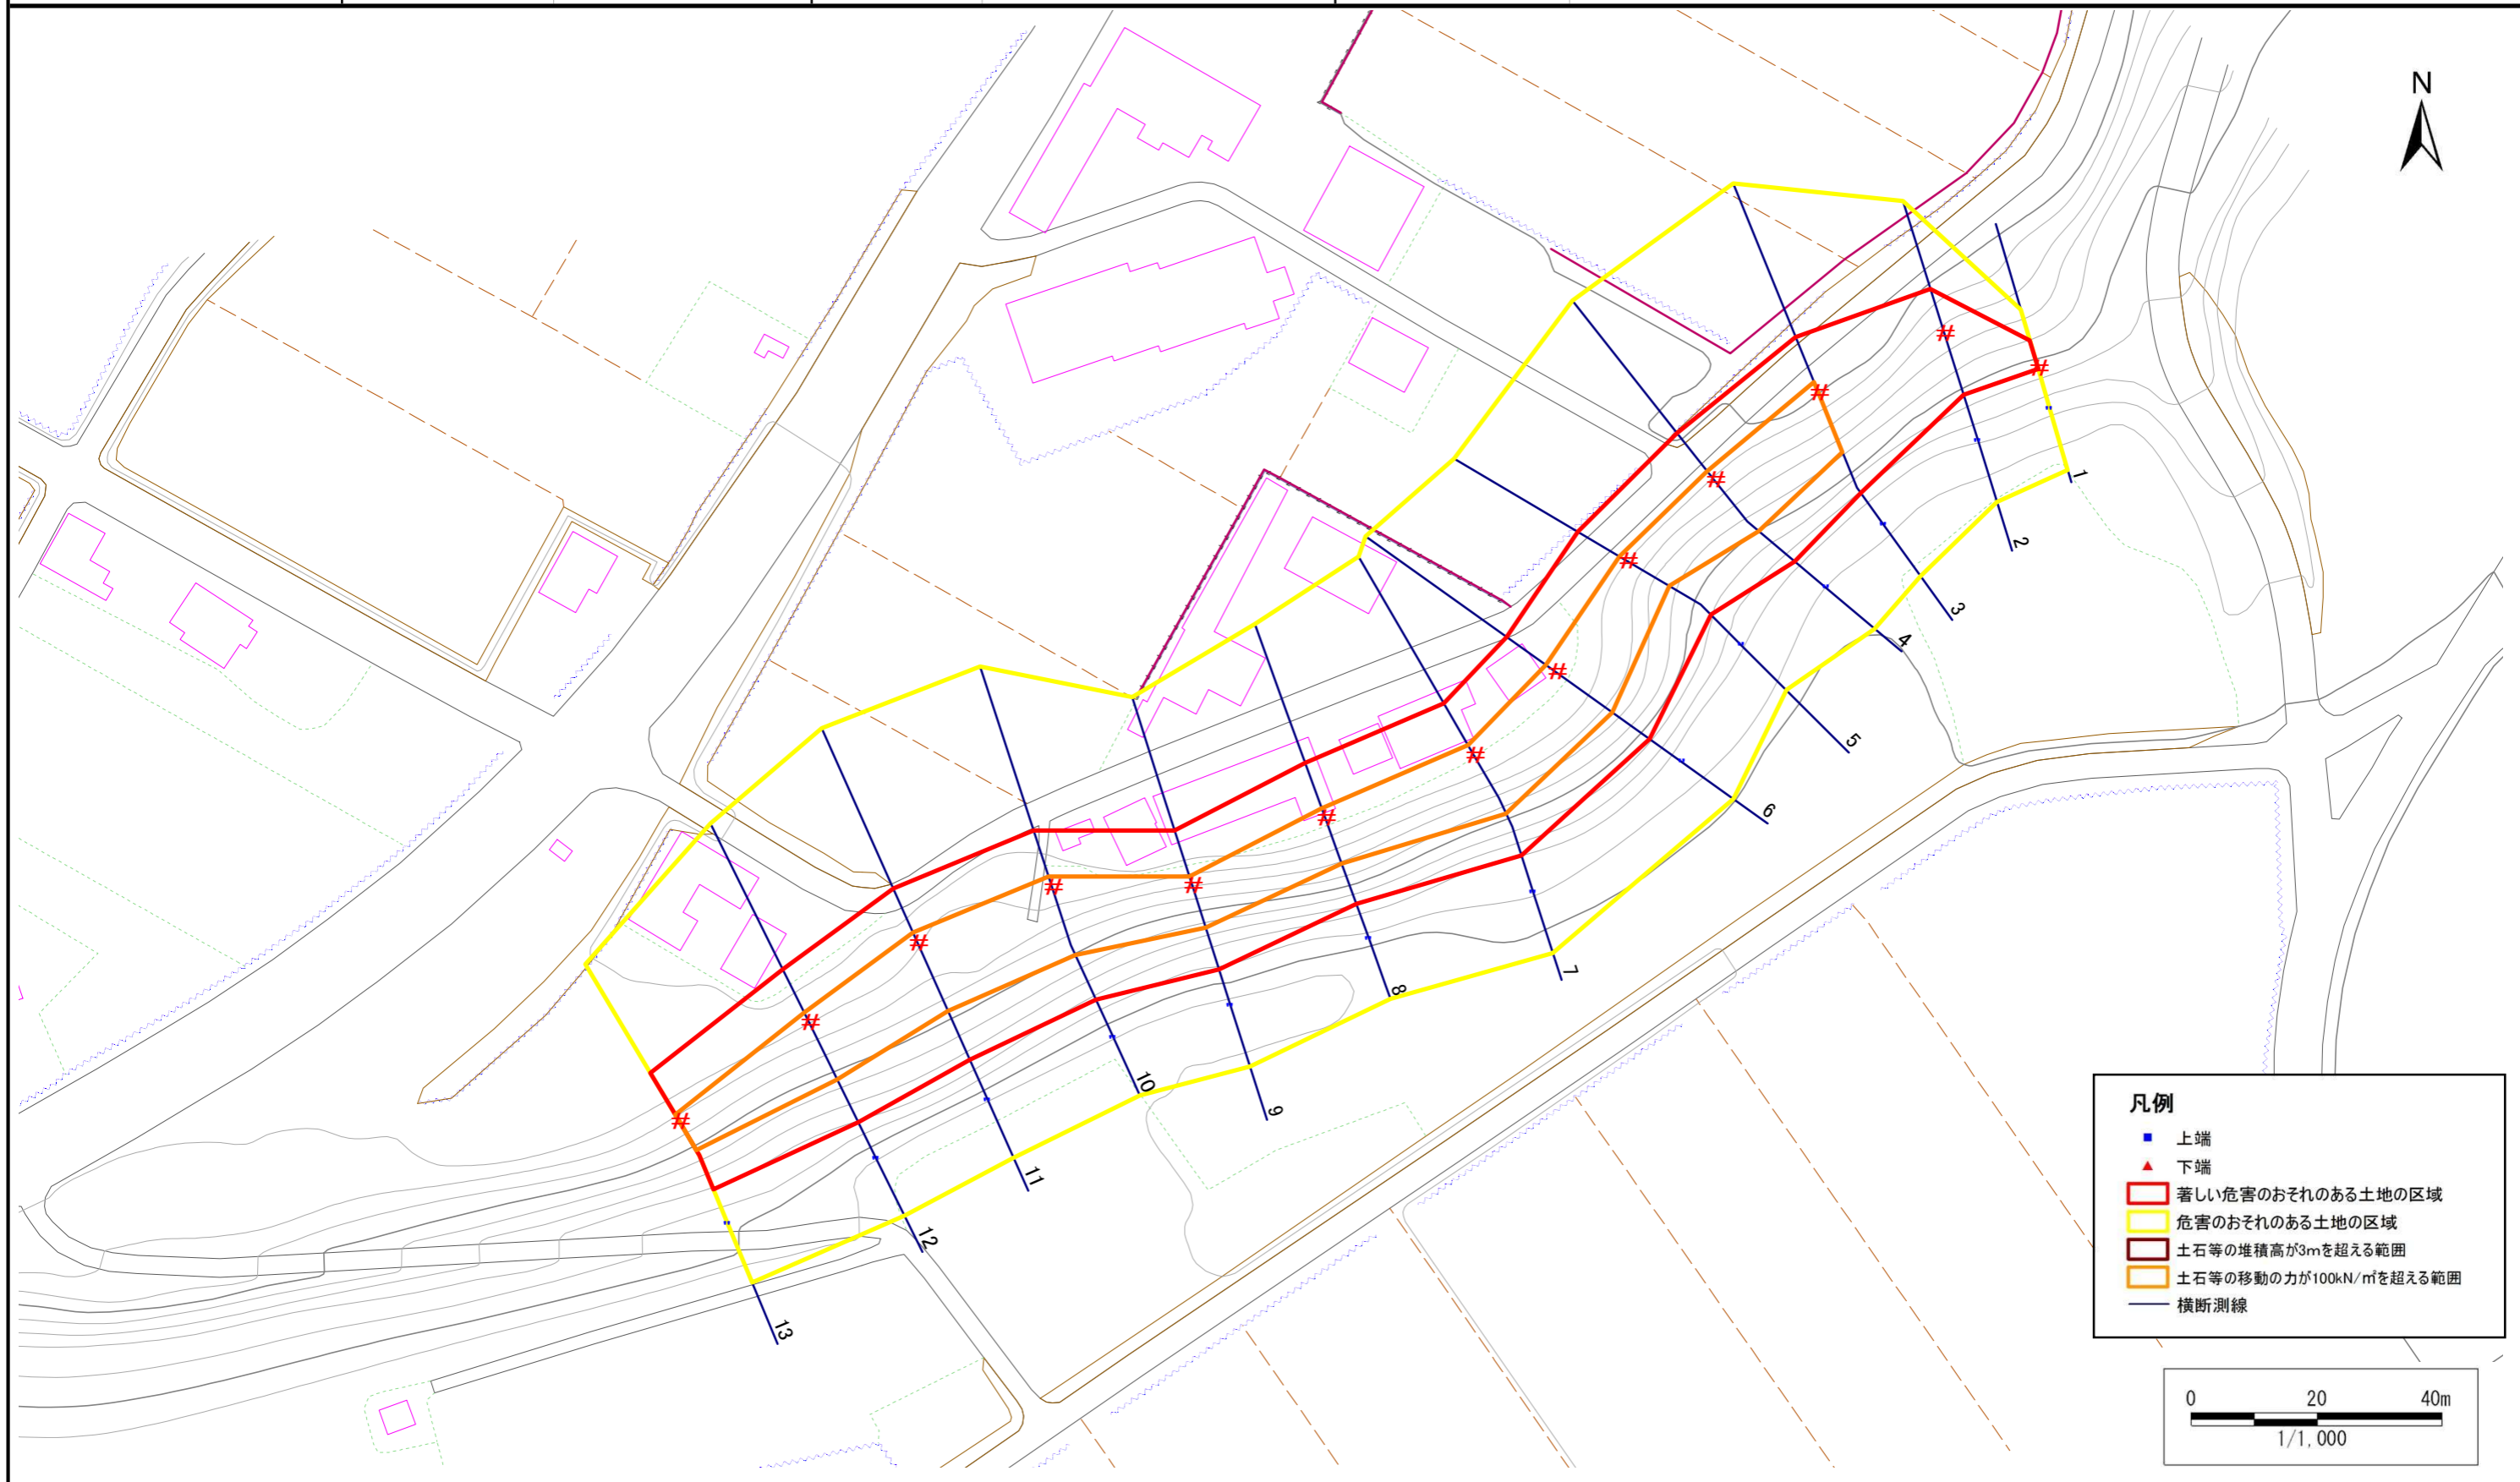 N
1
2
3
4
5
6
7
8
9
10
11
12
13
凡例
上端
下端
著しい危害のおそれのある土地の区域
危害のおそれのある土地の区域
土石等の堆積高が3mを超える範囲
土石等の移動の力が100kN/㎡を超える範囲
横断測線
0 20 40m
1/1,000